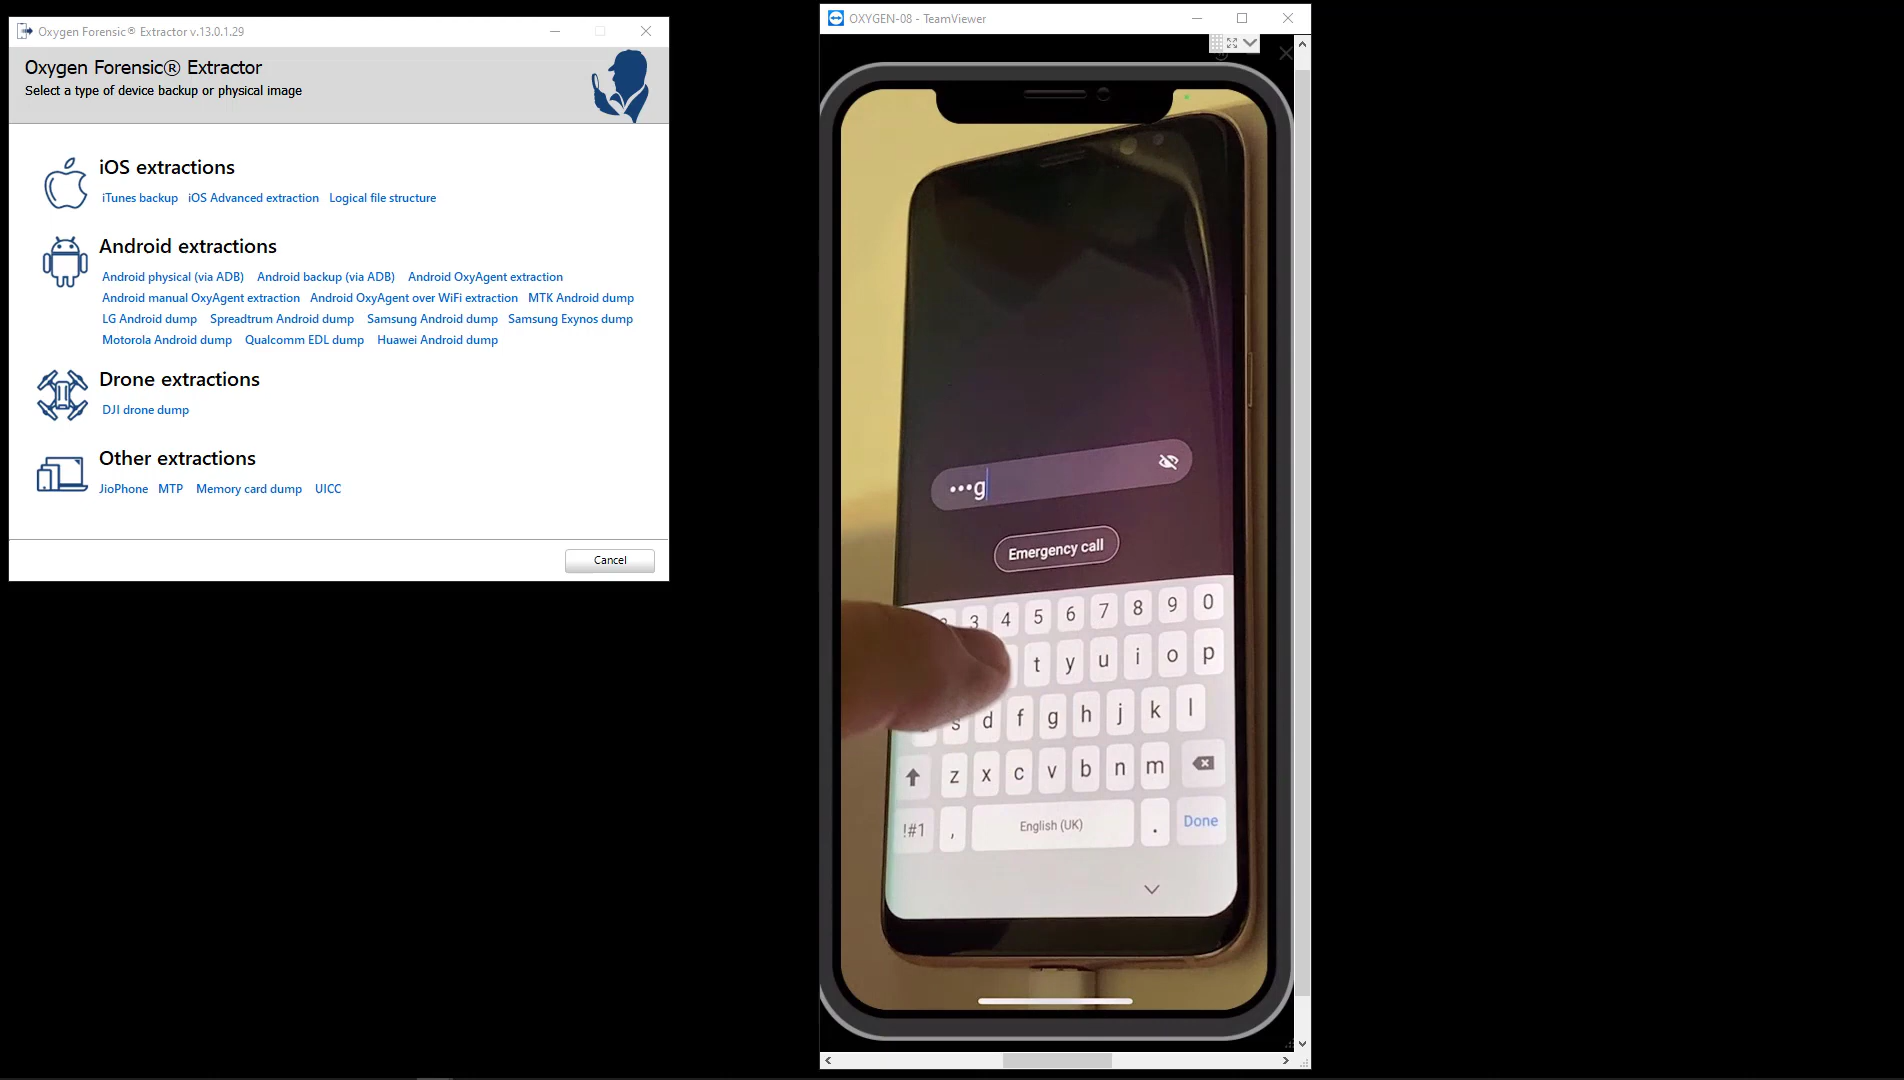 Oxygen Forensic® Extractor v.13.0.1.29
Oxygen Forensic® Extractor
Select a type of device backup or physical image
iOS extractions
iTunes backup iOS Advanced extraction Logical file structure
Android extractions
Android physical (via ADB) Android backup (via ADB) Android OxyAgent extraction
Android manual OxyAgent extraction Android OxyAgent over WiFi extraction MTK Android dump
LG Android dump Spreadtrum Android dump Samsung Android dump Samsung Exynos dump
Motorola Android dump Qualcomm EDL dump Huawei Android dump
Drone extractions
DJI drone dump
Other extractions
JioPhone MTP Memory card dump UICC
Cancel
OXYGEN-08 - TeamViewer
•••g
Emergency call
3 4 5 6 7 8 9 0
t y u i o p
s d f g h j k l
z x c v b n m
!#1 , English (UK) . Done